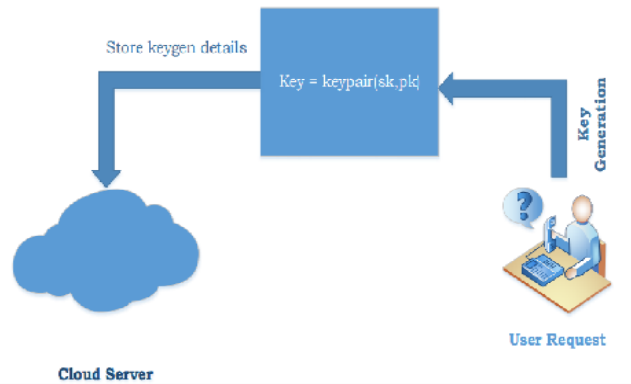 Store keygen details
Key = keypair(sk,pk
Key
Generation
?
User Request
Cloud Server